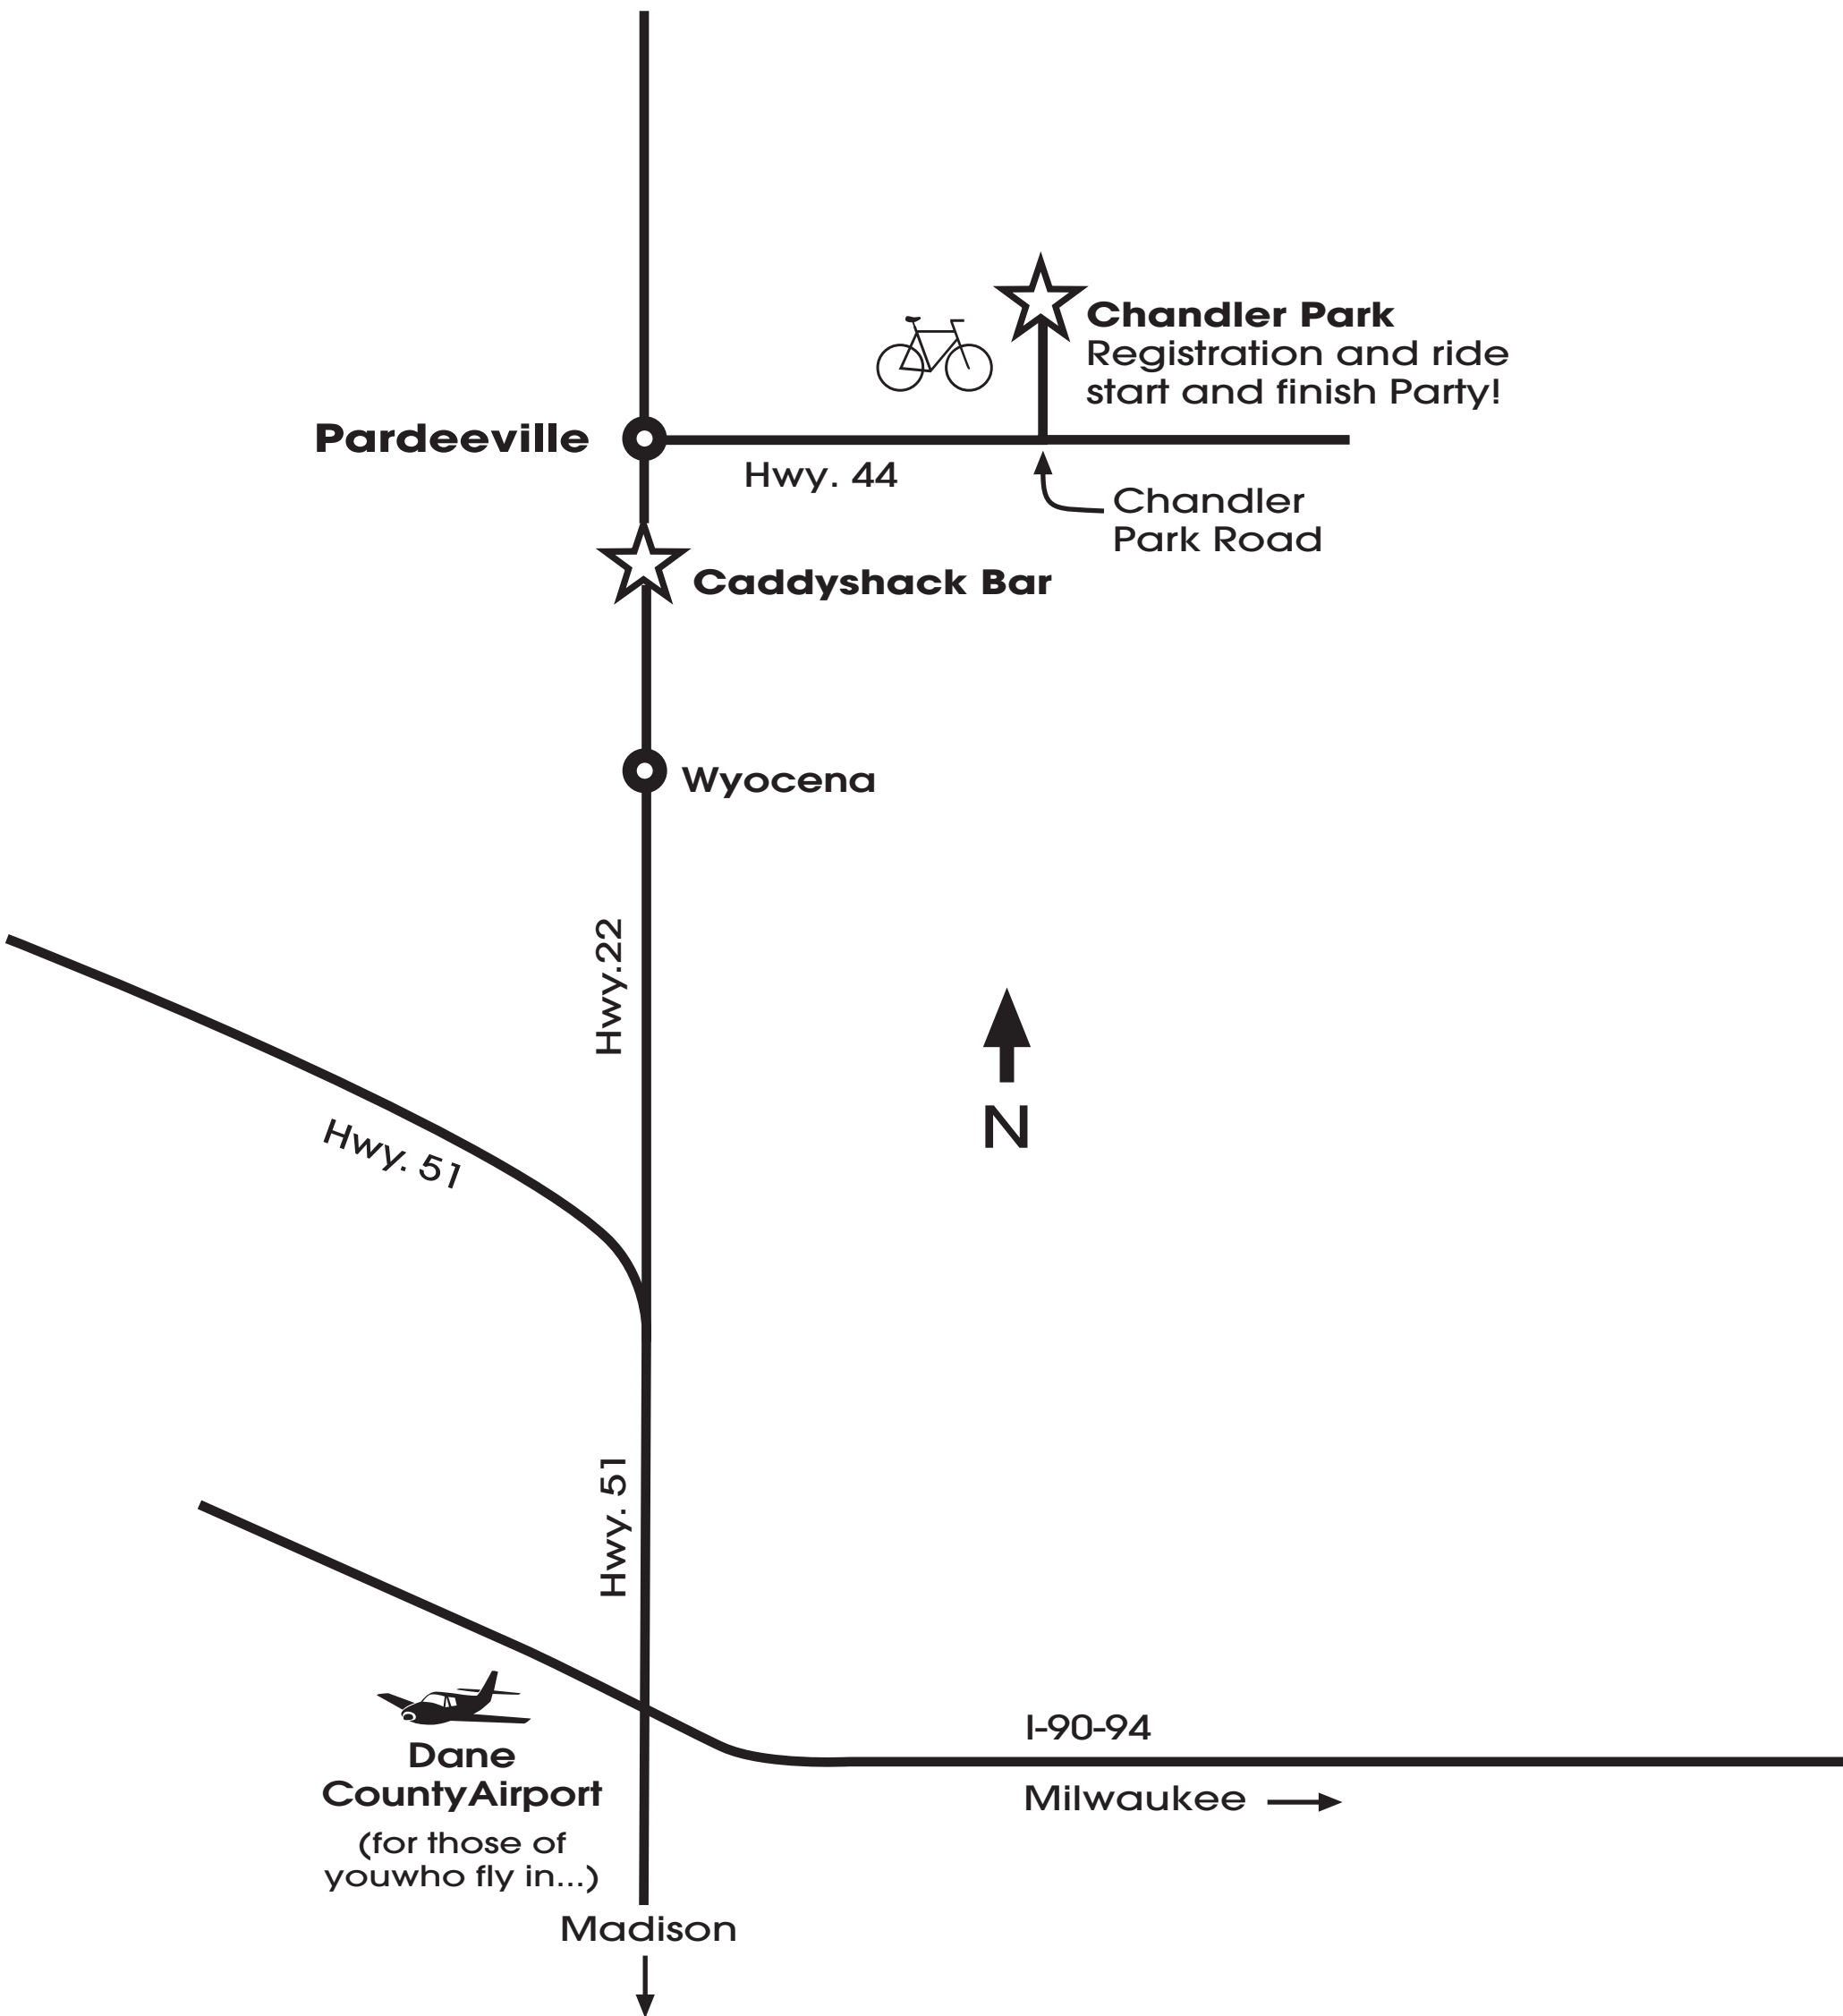 Chandler Park
Registration and ride
start and finish Party!
Pardeeville
Hwy. 44
Chandler
Park Road
Caddyshack Bar
Wyocena
Hwy.22
N
Hwy. 51
Hwy. 51
I-90-94
Dane
CountyAirport
Milwaukee
(for those of
youwho fly in...)
Madison